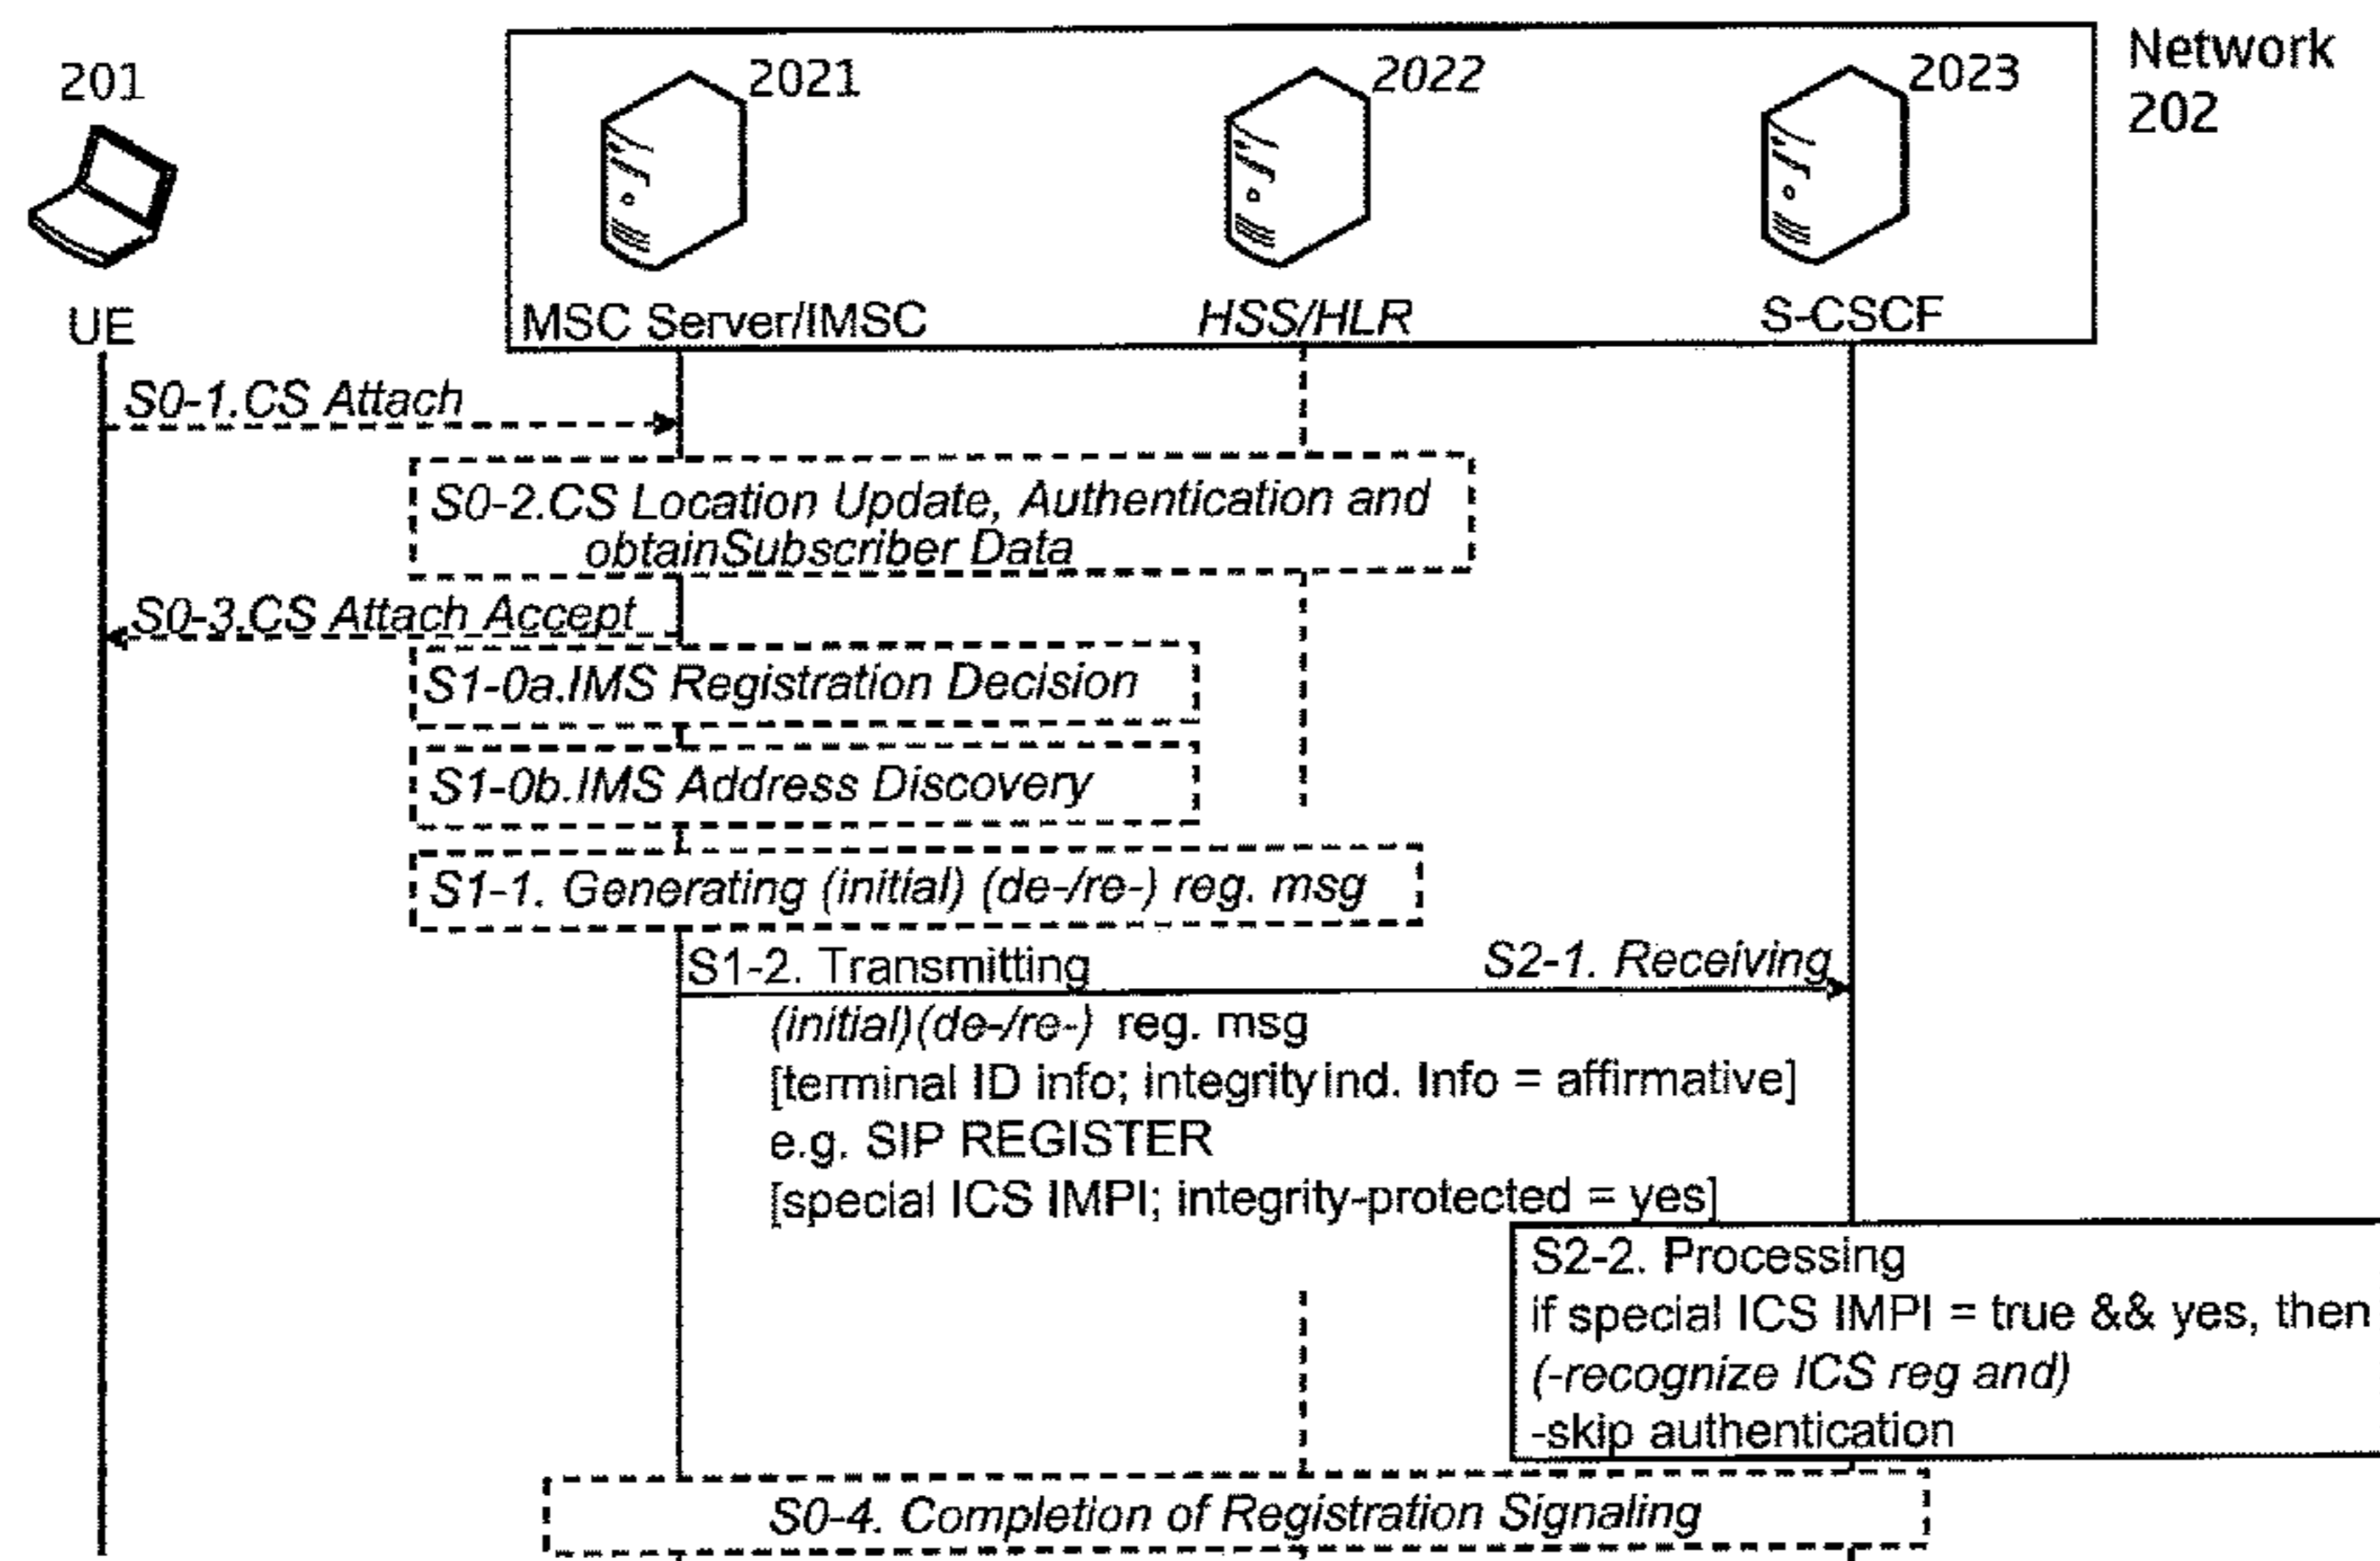 201
2021
2022
2023
Network
202
UE
MSC Server/IMSC
HSS/HLR
S-CSCF
S0-1.CS Attach
S0-2.CS Location Update, Authentication and
obtainSubscriber Data
S0-3.CS Attach Accept
S1-0a.IMS Registration Decision
S1-0b.IMS Address Discovery
S1-1. Generating (initial) (de-/re-) reg. msg
S1-2. Transmitting
S2-1. Receiving
(initial)(de-/re-) reg. msg
[terminal ID info; integrity ind. Info = affirmative]
e.g. SIP REGISTER
[special ICS IMPI; integrity-protected = yes]
S2-2. Processing
if special ICS IMPI = true && yes, then
(-recognize ICS reg and)
-skip authentication
S0-4. Completion of Registration Signaling